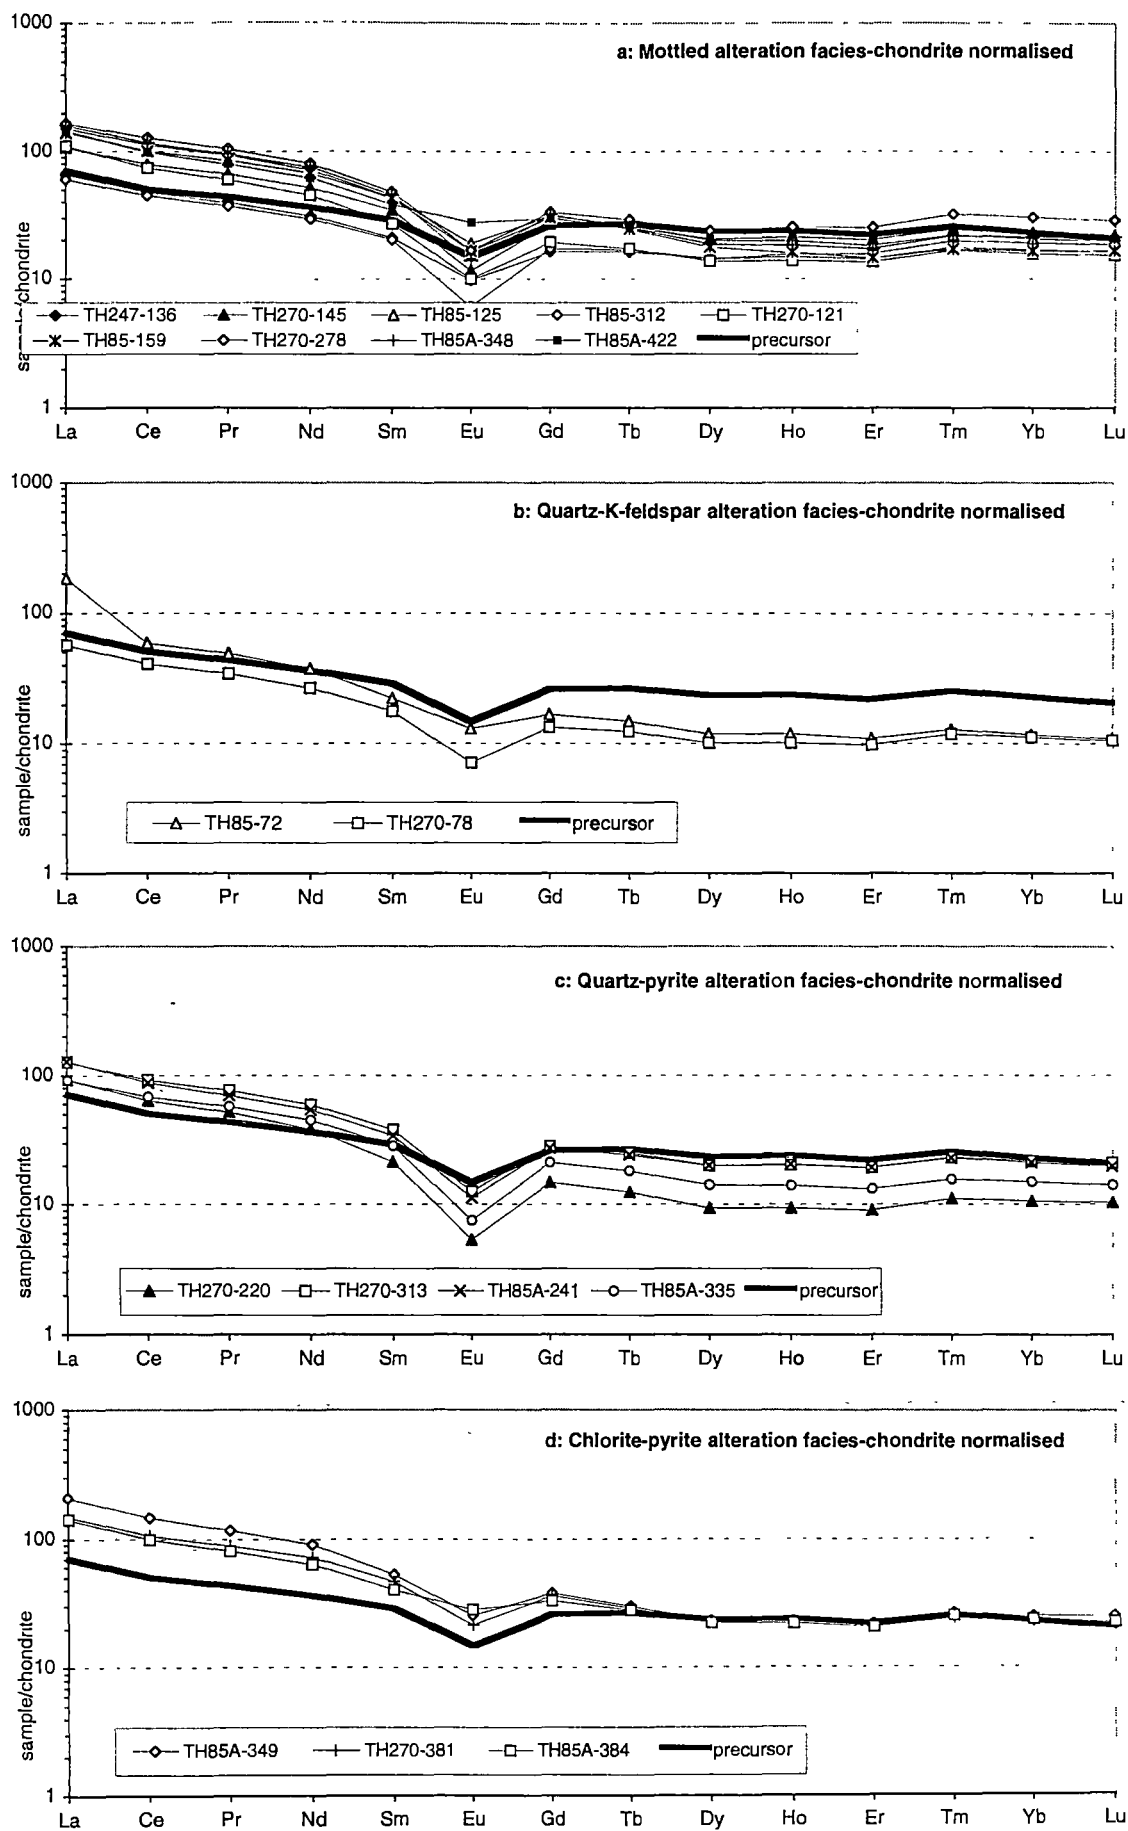 1000
a: Mottled alteration facies-chondrite normalised
100
10
sample/chondrite
TH247-136 TH270-145 TH85-125 TH85-312 TH270-121
TH85-159 TH270-278 TH85A-348 TH85A-422 precursor
1
La Ce Pr Nd Sm Eu Gd Tb Dy Ho Er Tm Yb Lu
1000
b: Quartz-K-feldspar alteration facies-chondrite normalised
100
10
sample/chondrite
TH85-72 TH270-78 precursor
1
La Ce Pr Nd Sm Eu Gd Tb Dy Ho Er Tm Yb Lu
1000
c: Quartz-pyrite alteration facies-chondrite normalised
100
10
sample/chondrite
TH270-220 TH270-313 TH85A-241 TH85A-335 precursor
1
La Ce Pr Nd Sm Eu Gd Tb Dy Ho Er Tm Yb Lu
1000
d: Chlorite-pyrite alteration facies-chondrite normalised
100
10
sample/chondrite
TH85A-349 TH270-381 TH85A-384 precursor
1
La Ce Pr Nd Sm Eu Gd Tb Dy Ho Er Tm Yb Lu